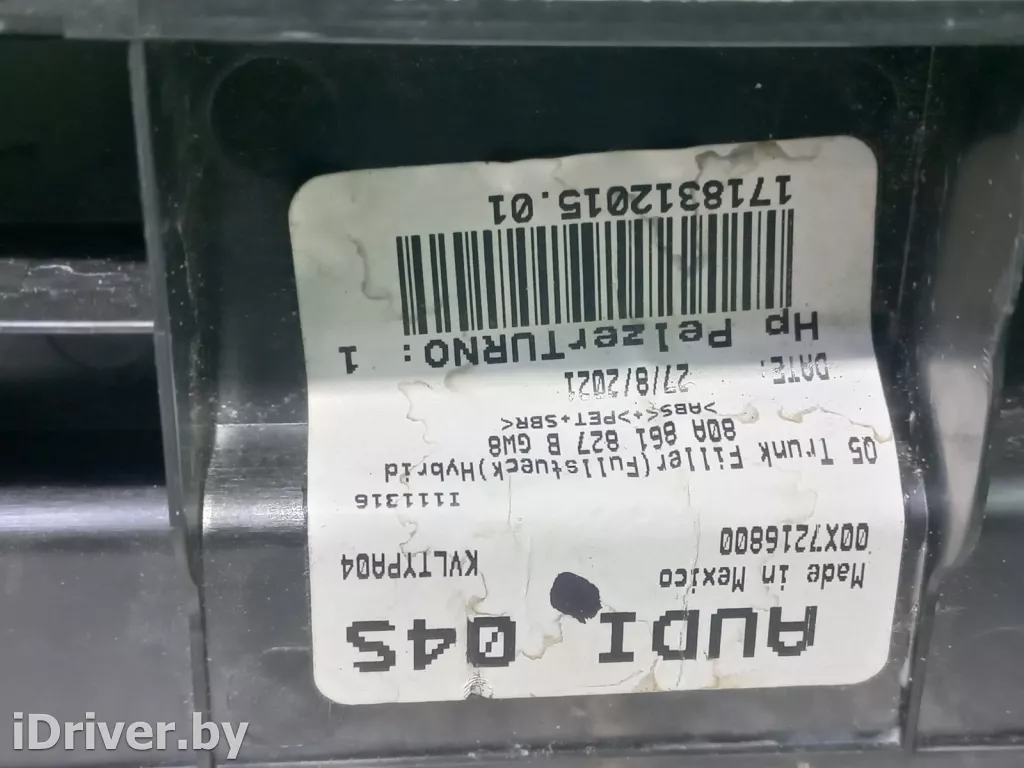 AUDI 04S
Made in Mexico
00X7216800 KVLTYPA04
I111316
Q5 Trunk Filler(Fullstueck)Hybrid
80A 861 827 B GW8
>ABS<+>PET+SBR<
DATE: 27/8/2021
Hp PelzerTURNO: 1
1718312015.01
iDriver.by